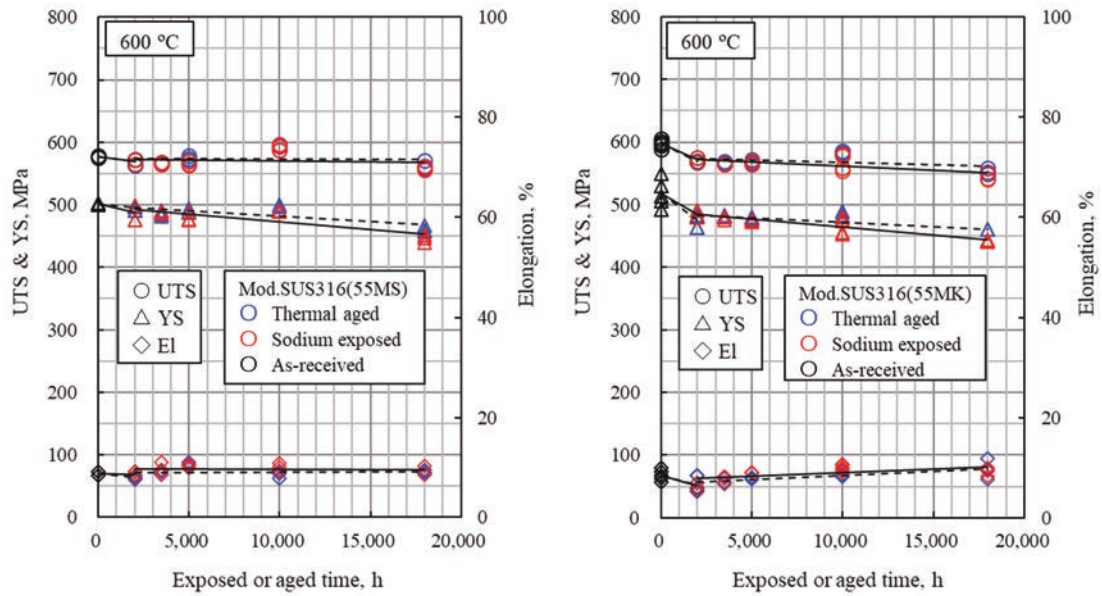 600 °C
UTS & YS, MPa
800
700
600
500
400
300
200
100
0
Elongation, %
100
80
60
40
20
0
UTS
YS
El
Mod.SUS316(55MS)
Thermal aged
Sodium exposed
As-received
0
5,000
10,000
15,000
20,000
Exposed or aged time, h
600 °C
UTS & YS, MPa
800
700
600
500
400
300
200
100
0
Elongation, %
100
80
60
40
20
0
UTS
YS
El
Mod.SUS316(55MK)
Thermal aged
Sodium exposed
As-received
0
5,000
10,000
15,000
20,000
Exposed or aged time, h